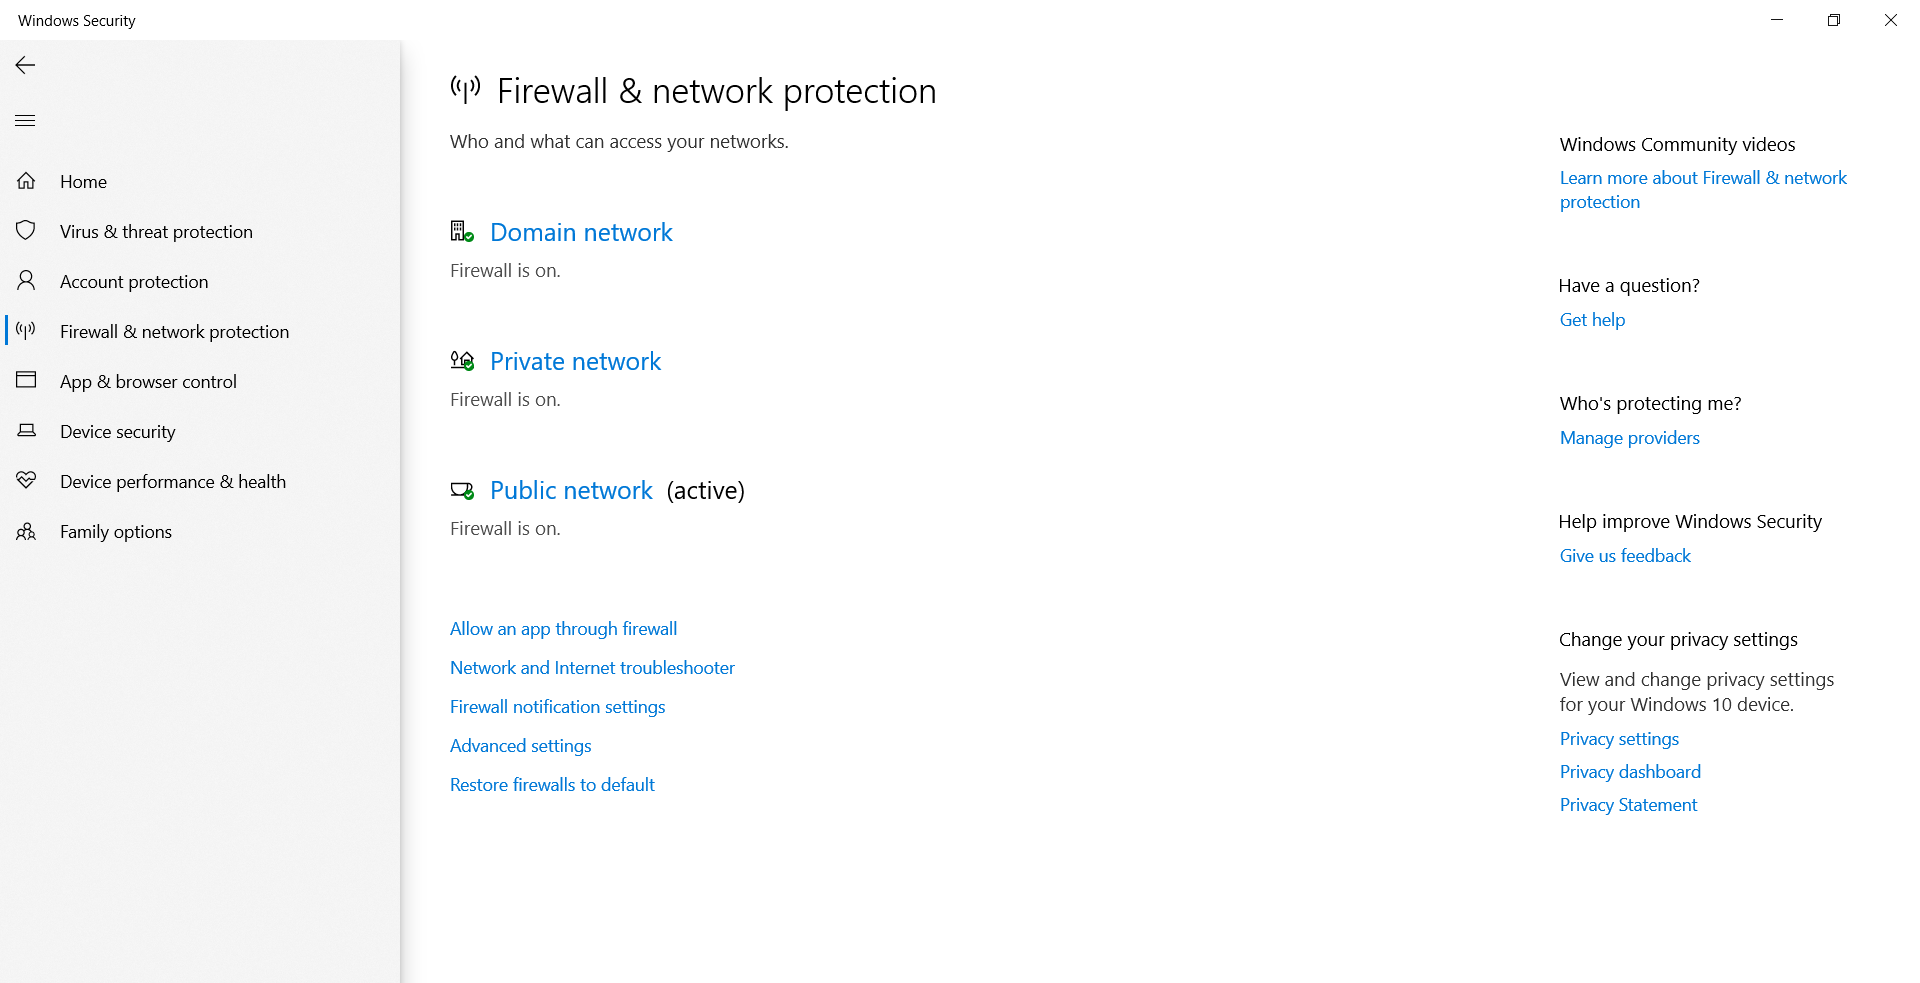 Windows Security
Home
Virus & threat protection
Account protection
Firewall & network protection
App & browser control
Device security
Device performance & health
Family options
Firewall & network protection
Who and what can access your networks.
Domain network
Firewall is on.
Private network
Firewall is on.
Public network (active)
Firewall is on.
Allow an app through firewall
Network and Internet troubleshooter
Firewall notification settings
Advanced settings
Restore firewalls to default
Windows Community videos
Learn more about Firewall & network
protection
Have a question?
Get help
Who's protecting me?
Manage providers
Help improve Windows Security
Give us feedback
Change your privacy settings
View and change privacy settings
for your Windows 10 device.
Privacy settings
Privacy dashboard
Privacy Statement